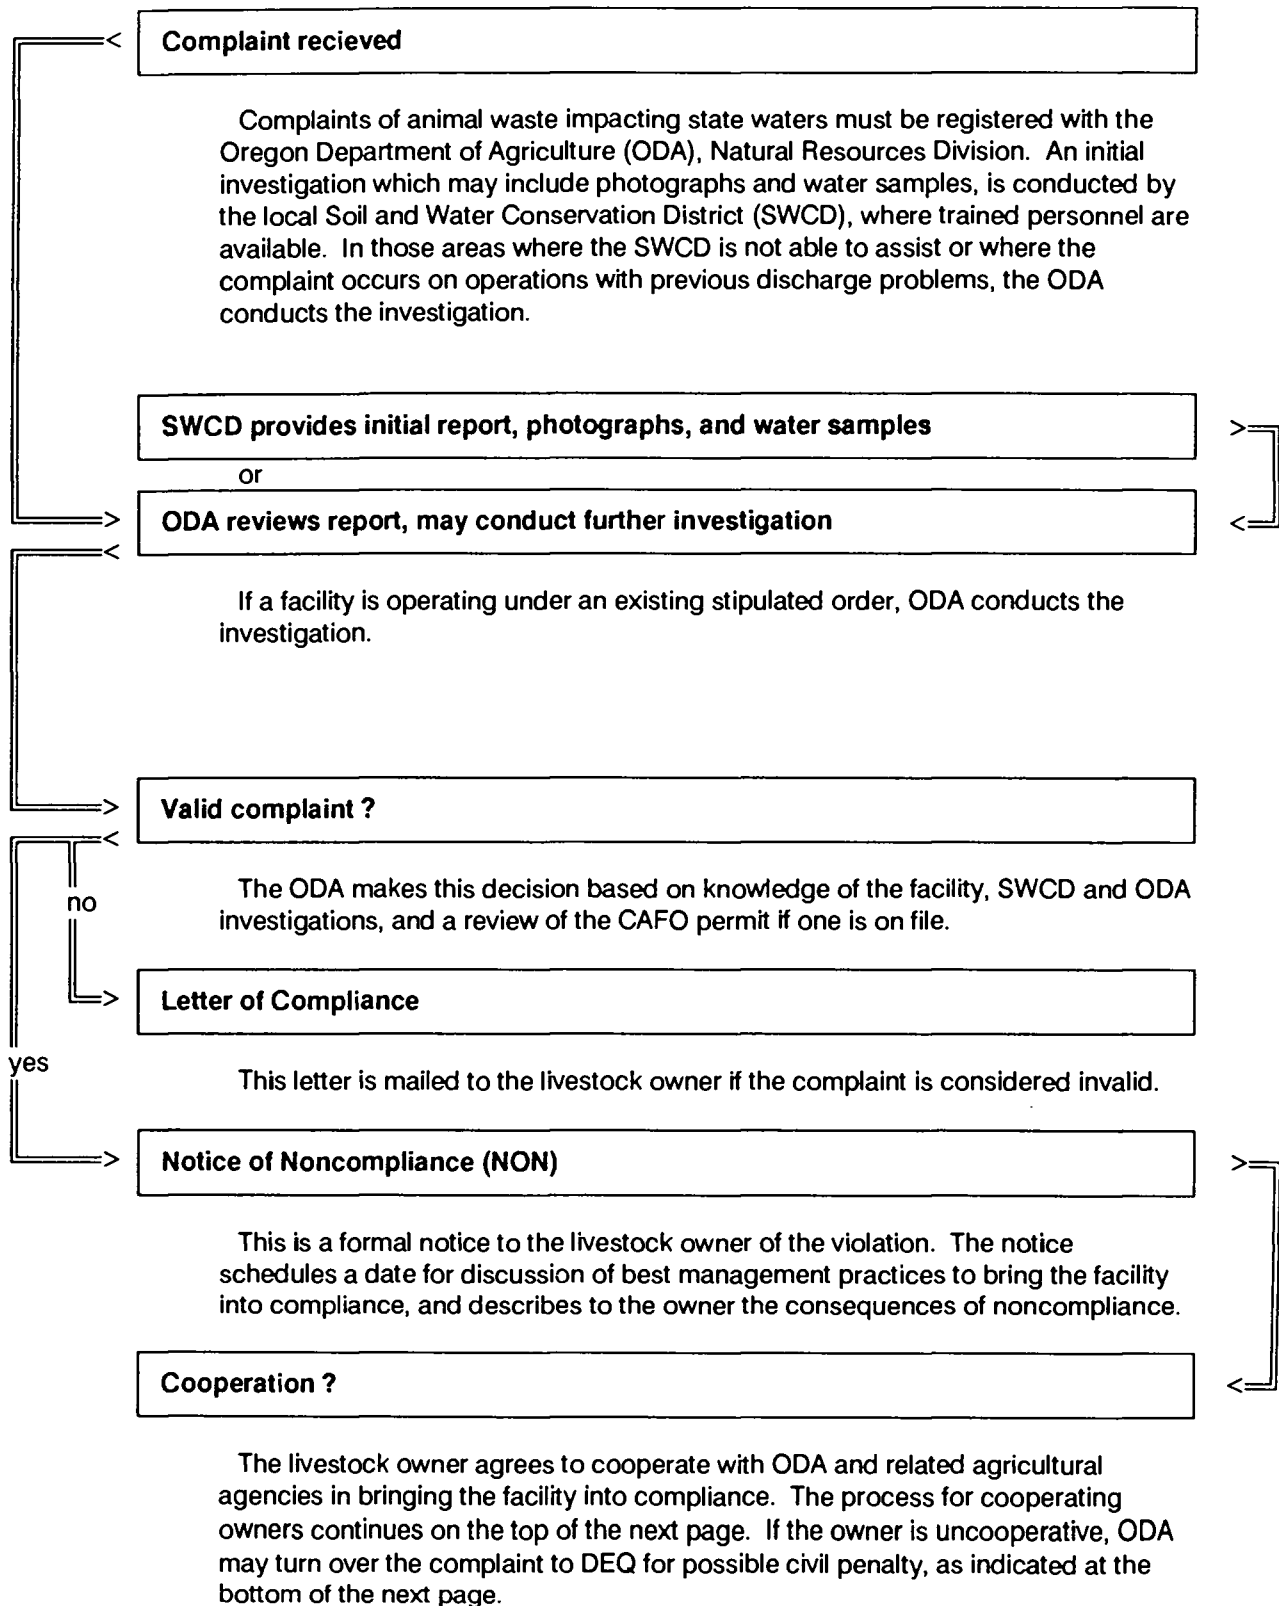 Complaint recieved
Complaints of animal waste impacting state waters must be registered with the
Oregon Department of Agriculture (ODA), Natural Resources Division. An initial
investigation which may include photographs and water samples, is conducted by
the local Soil and Water Conservation District (SWCD), where trained personnel are
available. In those areas where the SWCD is not able to assist or where the
complaint occurs on operations with previous discharge problems, the ODA
conducts the investigation.
SWCD provides initial report, photographs, and water samples
or
ODA reviews report, may conduct further investigation
If a facility is operating under an existing stipulated order, ODA conducts the
investigation.
Valid complaint ?
The ODA makes this decision based on knowledge of the facility, SWCD and ODA
investigations, and a review of the CAFO permit if one is on file.
no
Letter of Compliance
yes
This letter is mailed to the livestock owner if the complaint is considered invalid.
Notice of Noncompliance (NON)
This is a formal notice to the livestock owner of the violation. The notice
schedules a date for discussion of best management practices to bring the facility
into compliance, and describes to the owner the consequences of noncompliance.
Cooperation ?
The livestock owner agrees to cooperate with ODA and related agricultural
agencies in bringing the facility into compliance. The process for cooperating
owners continues on the top of the next page. If the owner is uncooperative, ODA
may turn over the complaint to DEQ for possible civil penalty, as indicated at the
bottom of the next page.